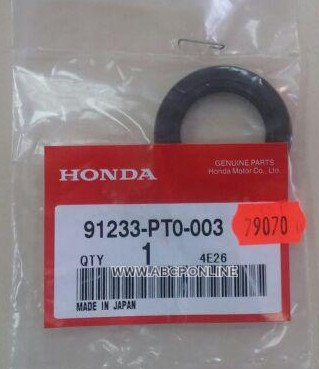 GENUINE PARTS
Honda Motor Co., Ltd.
HONDA
91233-PT0-003
79070
QTY 1 4E26
WWW.ABCPONLINE
MADE IN JAPAN